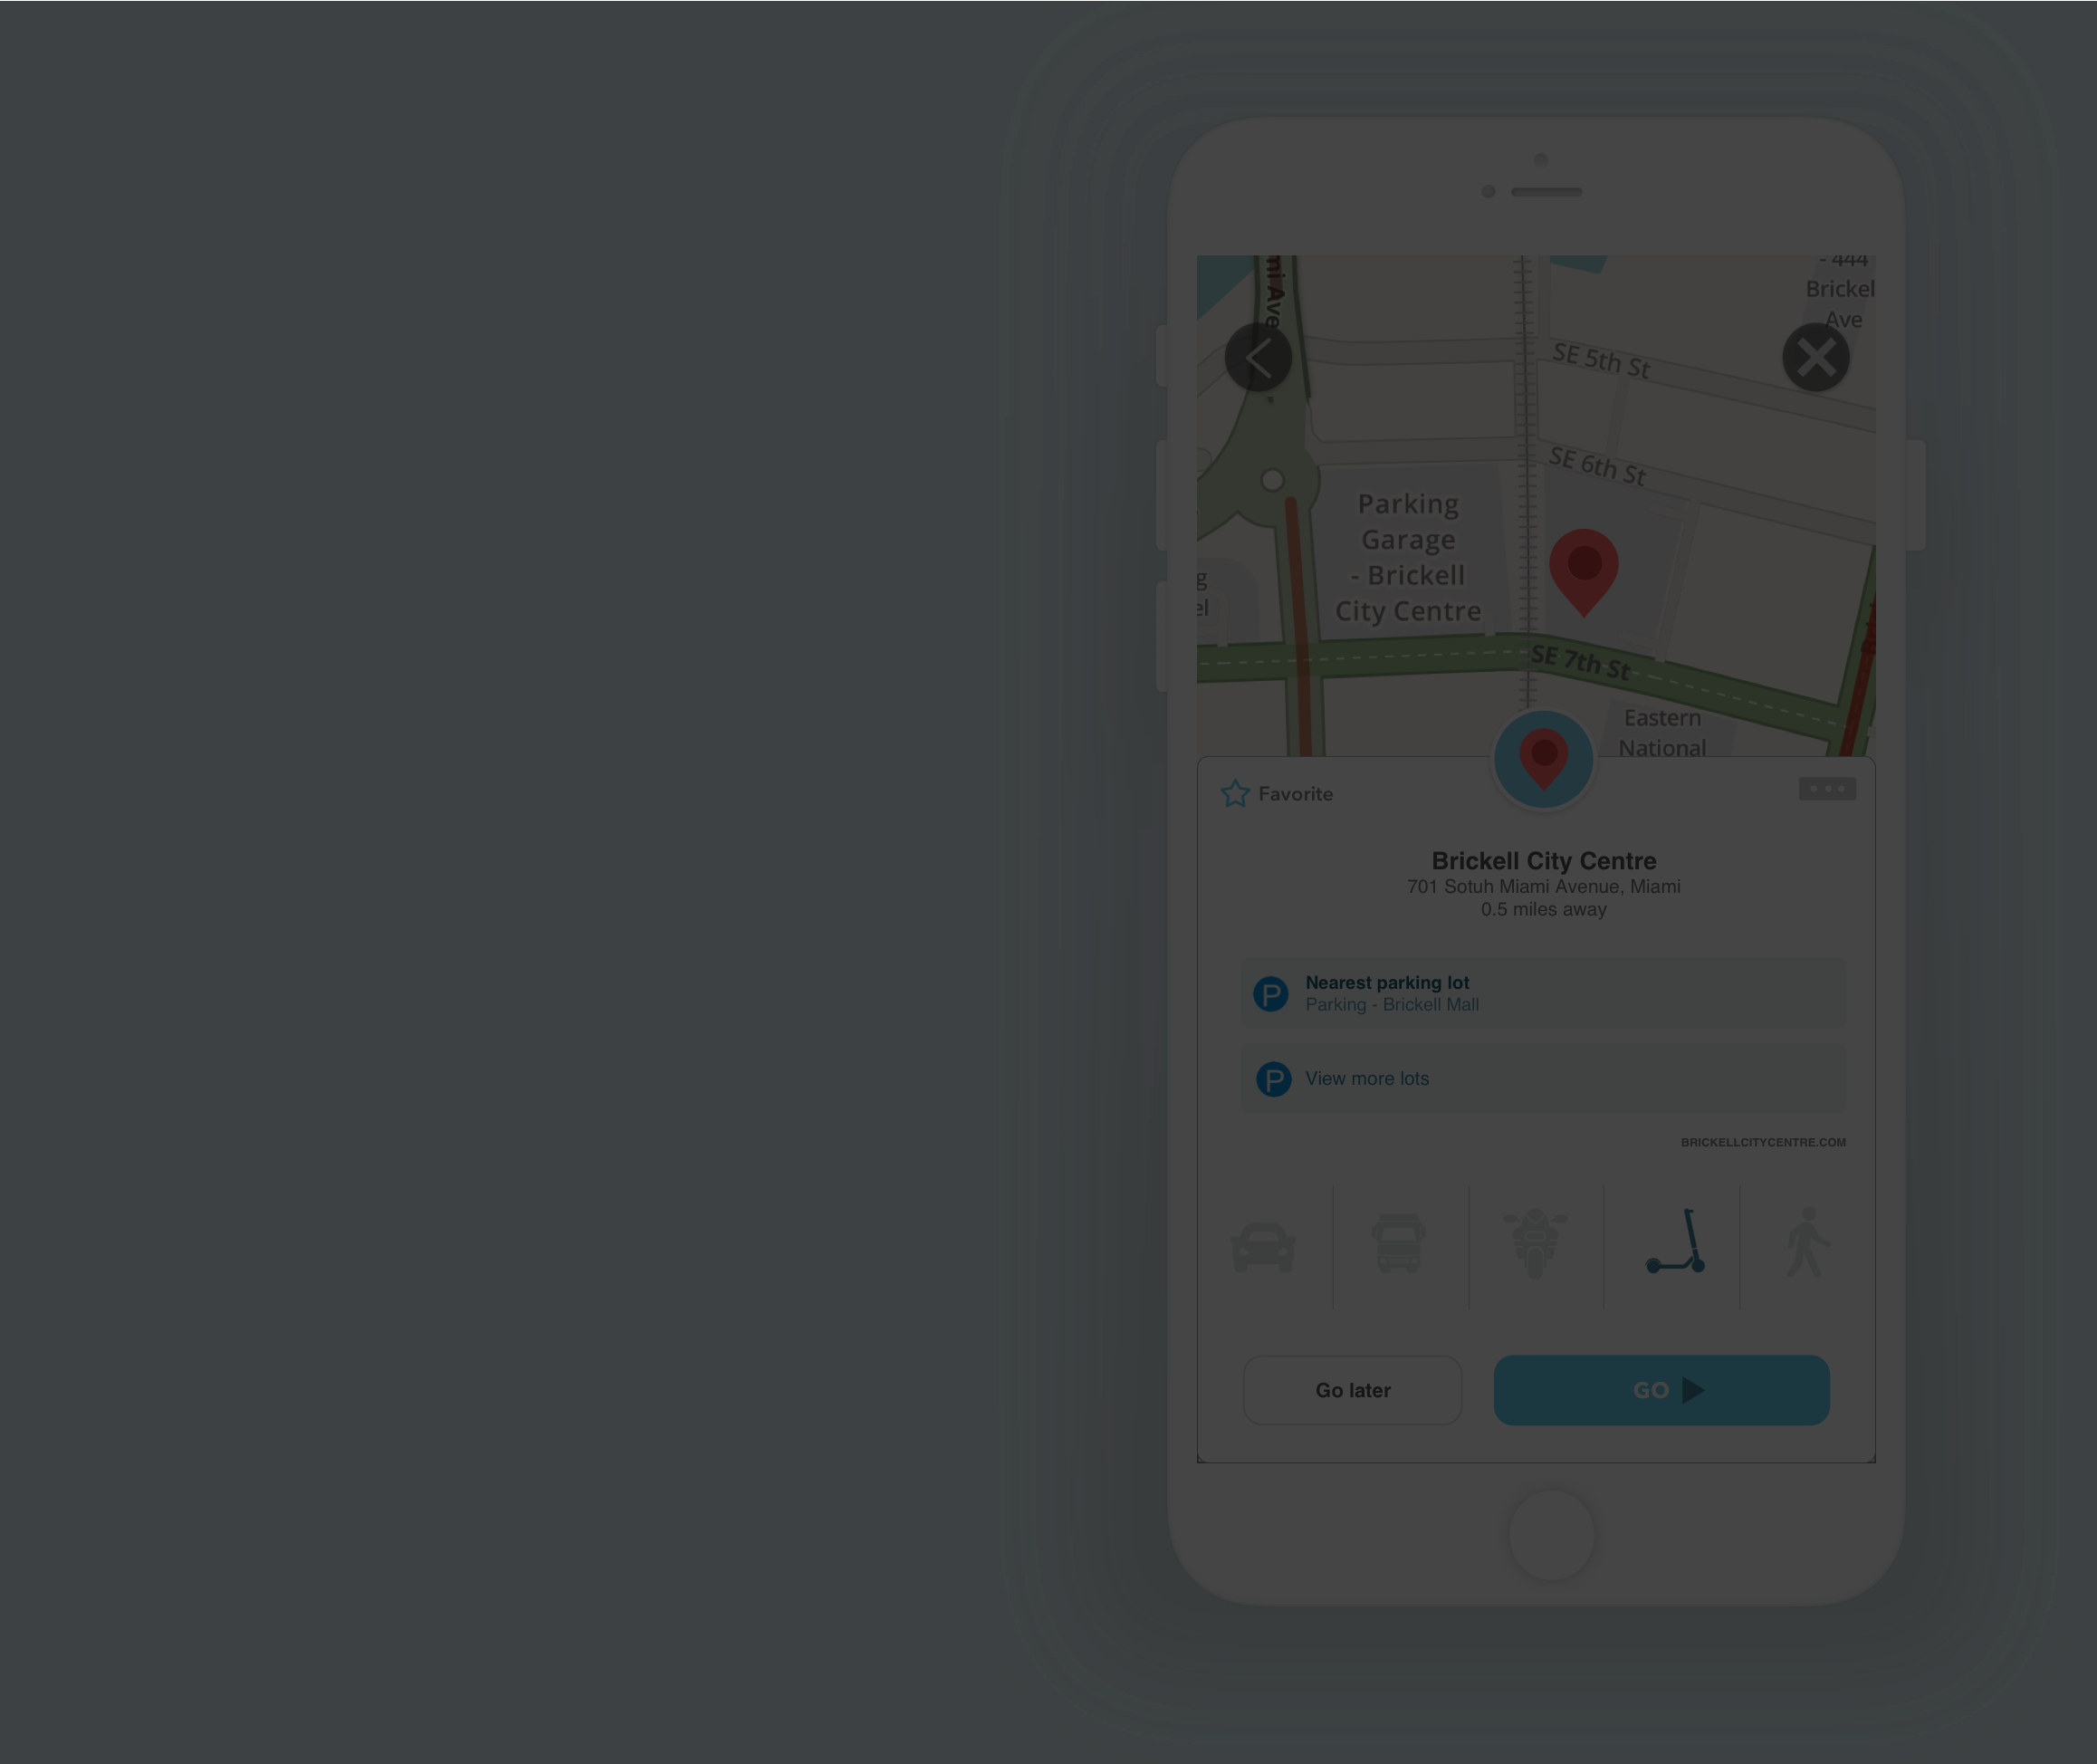 - 444
Brickel
Ave
mi Ave
SE 5th St
SE 6th St
Parking
Garage
- Brickell
City Centre
g
el
SE 7th St
Eastern
National
Favorite
Brickell City Centre
701 Sotuh Miami Avenue, Miami
0.5 miles away
P
Nearest parking lot
Parking - Brickell Mall
P
View more lots
BRICKELLCITYCENTRE.COM
Go later
GO